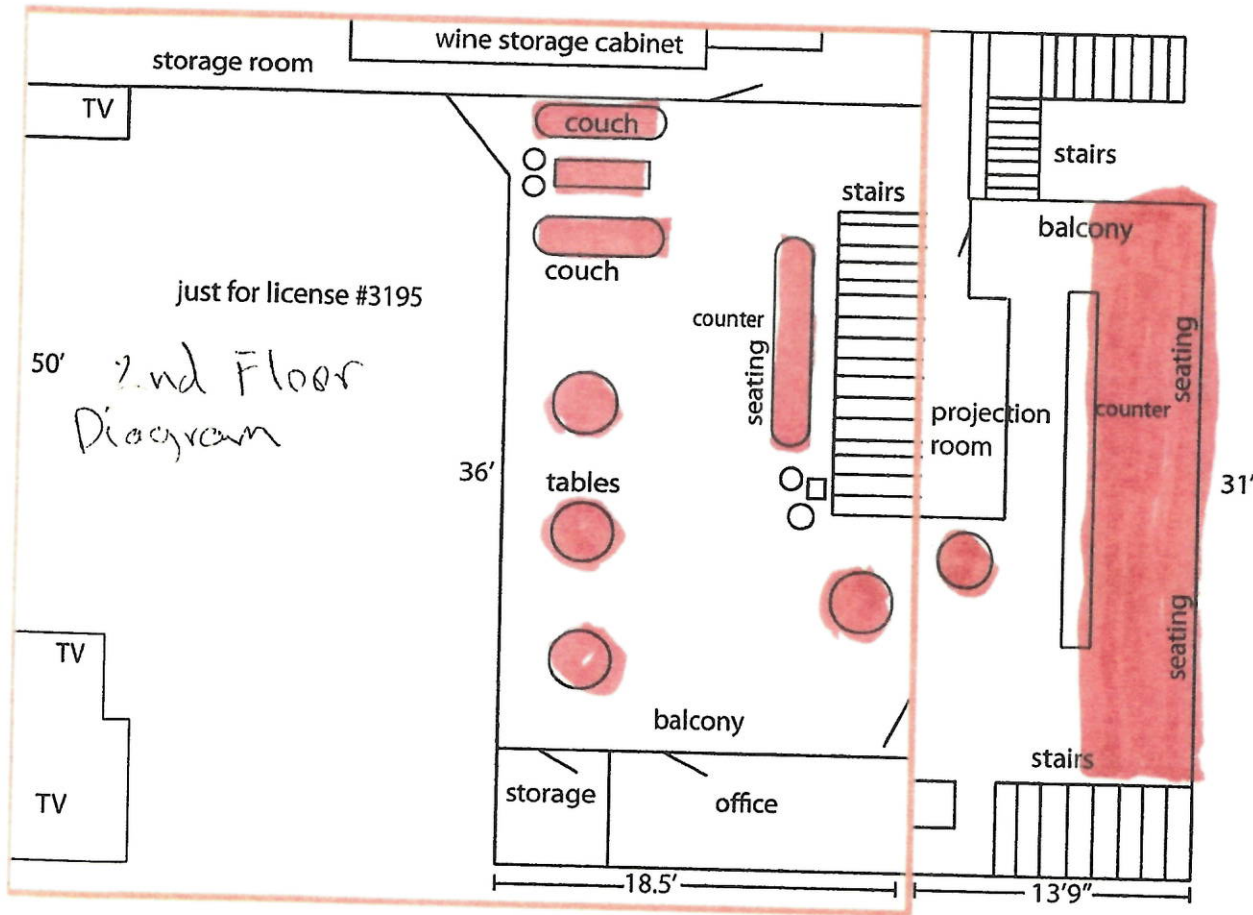 wine storage cabinet
storage room
TV
couch
stairs
stairs
balcony
couch
just for license #3195
counter
seating
seating
50'
2nd Floor
Diagram
projection
room
counter
36'
tables
31'
seating
TV
balcony
stairs
storage
office
TV
18.5'
13'9"